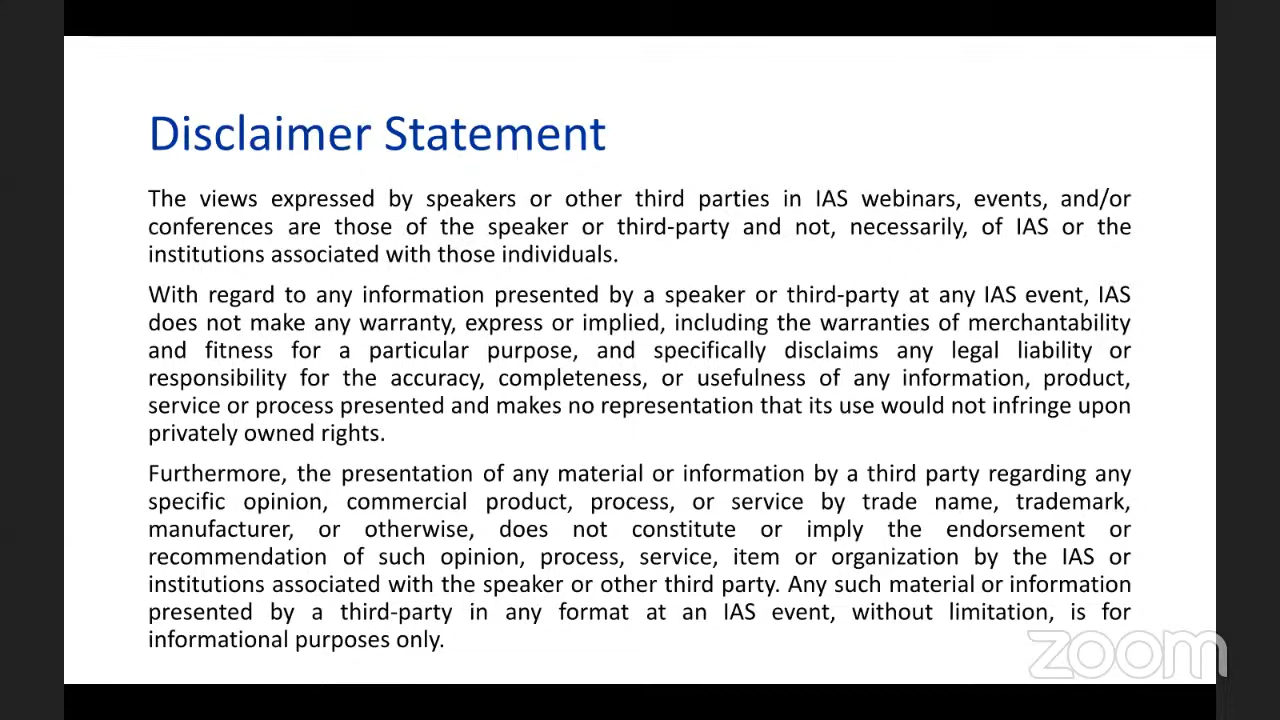 Disclaimer Statement
The views expressed by speakers or other third parties in IAS webinars, events, and/or
conferences are those of the speaker or third-party and not, necessarily, of IAS or the
institutions associated with those individuals.
With regard to any information presented by a speaker or third-party at any IAS event, IAS
does not make any warranty, express or implied, including the warranties of merchantability
and fitness for a particular purpose, and specifically disclaims any legal liability or
responsibility for the accuracy, completeness, or usefulness of any information, product,
service or process presented and makes no representation that its use would not infringe upon
privately owned rights.
Furthermore, the presentation of any material or information by a third party regarding any
specific opinion, commercial product, process, or service by trade name, trademark,
manufacturer, or otherwise, does not constitute or imply the endorsement or
recommendation of such opinion, process, service, item or organization by the IAS or
institutions associated with the speaker or other third party. Any such material or information
presented by a third-party in any format at an IAS event, without limitation, is for
informational purposes only.
zoom